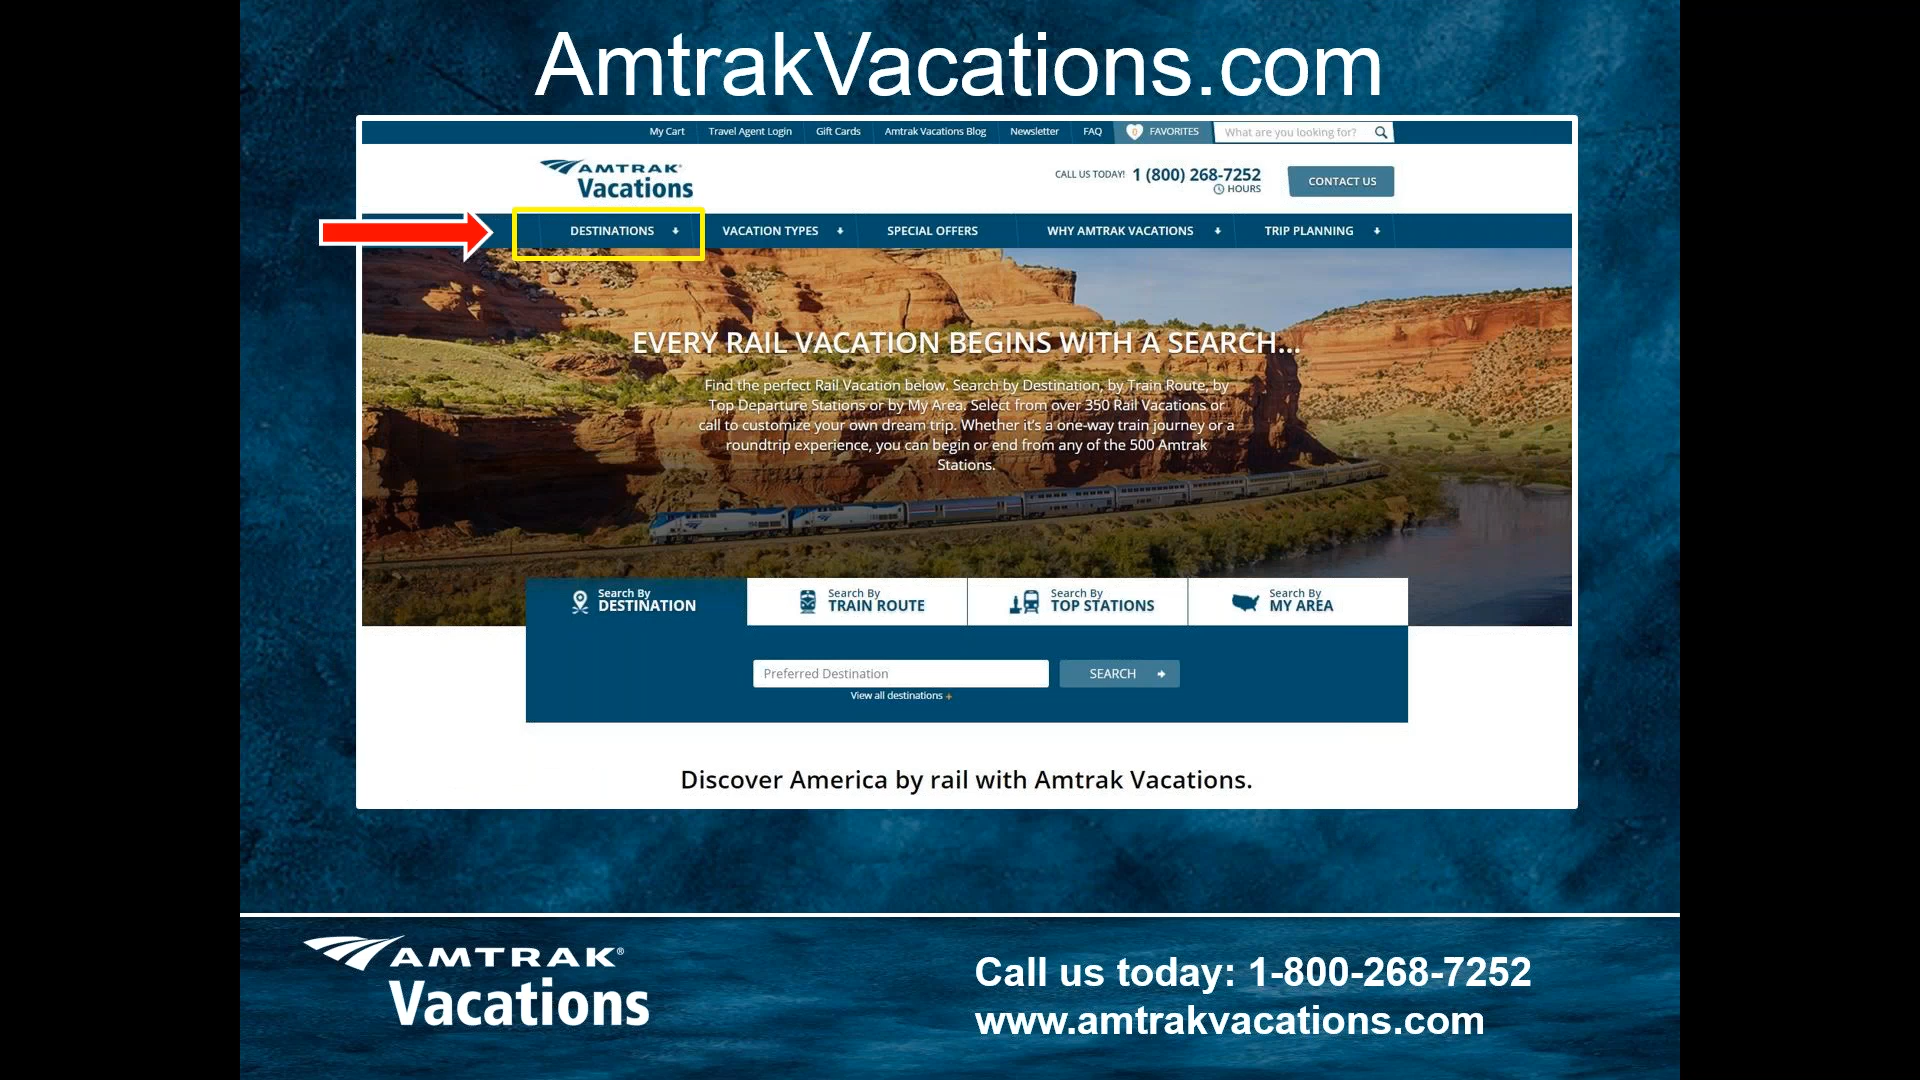 AmtrakVacations.com
My Cart Travel Agent Login Gift Cards Amtrak Vacations Blog Newsletter FAQ 0 FAVORITES What are you looking for?
AMTRAK®
Vacations
CALL US TODAY! 1 (800) 268-7252
HOURS
CONTACT US
DESTINATIONS VACATION TYPES SPECIAL OFFERS WHY AMTRAK VACATIONS TRIP PLANNING
EVERY RAIL VACATION BEGINS WITH A SEARCH...
Find the perfect Rail Vacation below. Search by Destination, by Train Route, by
Top Departure Stations or by My Area. Select from over 350 Rail Vacations or
call to customize your own dream trip. Whether it's a one-way train journey or a
roundtrip experience, you can begin or end from any of the 500 Amtrak
Stations.
Search By
DESTINATION
Search By
TRAIN ROUTE
Search By
TOP STATIONS
Search By
MY AREA
Preferred Destination
SEARCH
View all destinations +
Discover America by rail with Amtrak Vacations.
AMTRAK®
Vacations
Call us today: 1-800-268-7252
www.amtrakvacations.com